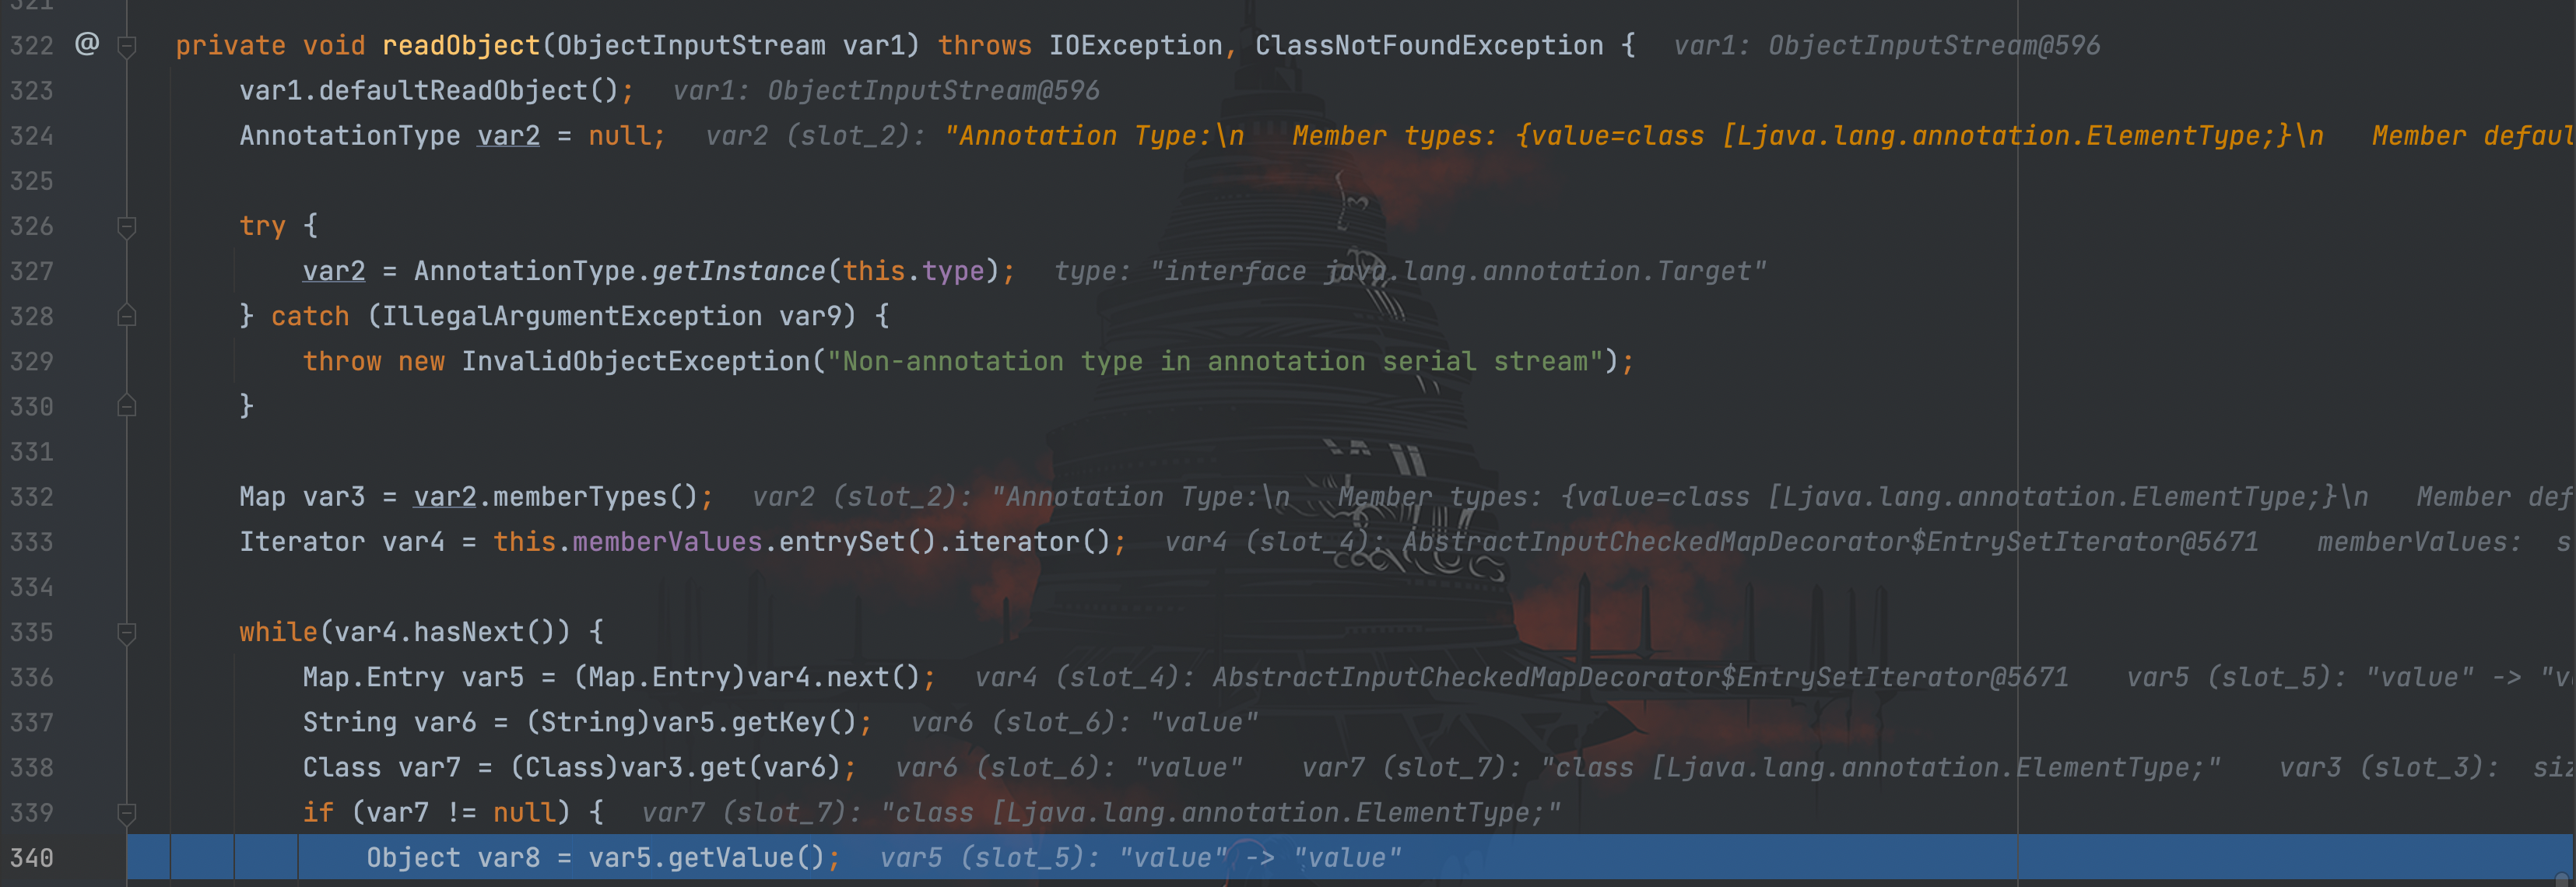 321
322 @ private void readObject(ObjectInputStream var1) throws IOException, ClassNotFoundException { var1: ObjectInputStream@596
323 var1.defaultReadObject(); var1: ObjectInputStream@596
324 AnnotationType var2 = null; var2 (slot_2): "Annotation Type:\n   Member types: {value=class [Ljava.lang.annotation.ElementType;}\n   Member defaul
325
326 try {
327 var2 = AnnotationType.getInstance(this.type); type: "interface java.lang.annotation.Target"
328 } catch (IllegalArgumentException var9) {
329 throw new InvalidObjectException("Non-annotation type in annotation serial stream");
330 }
331
332 Map var3 = var2.memberTypes(); var2 (slot_2): "Annotation Type:\n   Member types: {value=class [Ljava.lang.annotation.ElementType;}\n   Member def
333 Iterator var4 = this.memberValues.entrySet().iterator(); var4 (slot_4): AbstractInputCheckedMapDecorator$EntrySetIterator@5671 memberValues: s
334
335 while(var4.hasNext()) {
336 Map.Entry var5 = (Map.Entry)var4.next(); var4 (slot_4): AbstractInputCheckedMapDecorator$EntrySetIterator@5671 var5 (slot_5): "value" -> "v
337 String var6 = (String)var5.getKey(); var6 (slot_6): "value"
338 Class var7 = (Class)var3.get(var6); var6 (slot_6): "value" var7 (slot_7): "class [Ljava.lang.annotation.ElementType;" var3 (slot_3): siz
339 if (var7 != null) { var7 (slot_7): "class [Ljava.lang.annotation.ElementType;"
340 Object var8 = var5.getValue(); var5 (slot_5): "value" -> "value"